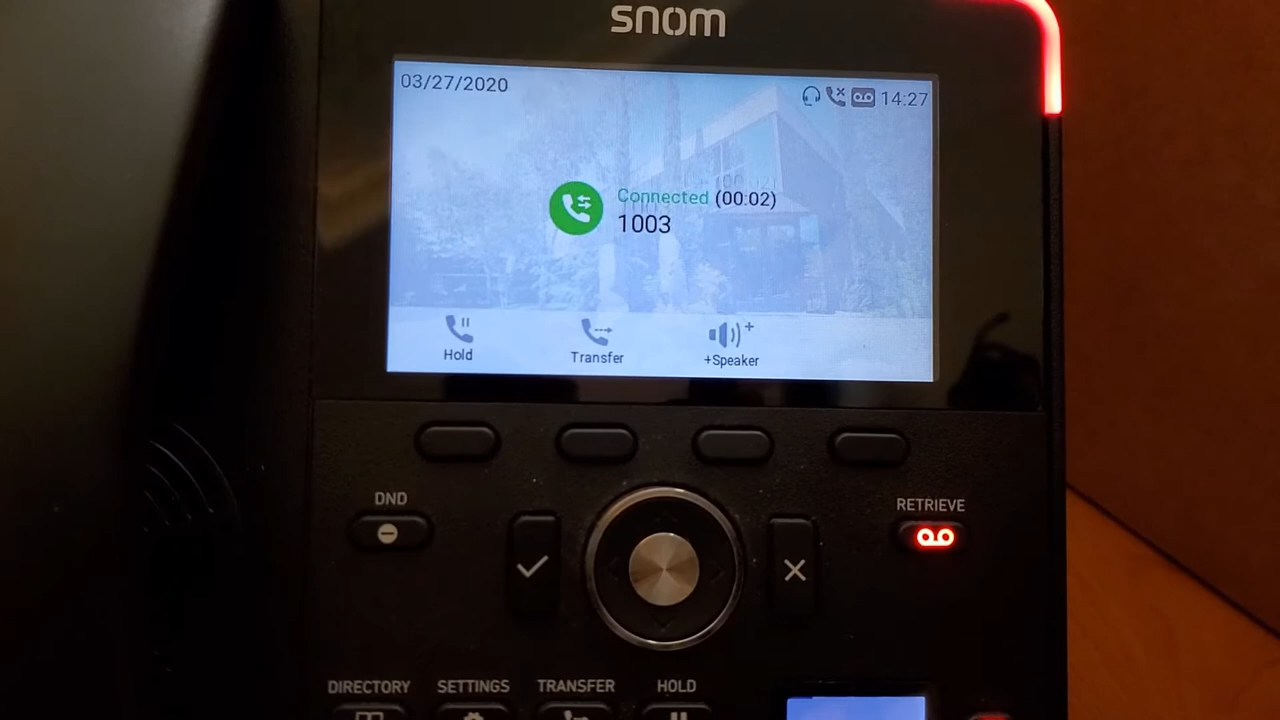 snom
03/27/2020
14:27
Connected (00:02)
1003
Hold
Transfer
+Speaker
DND
RETRIEVE
DIRECTORY
SETTINGS
TRANSFER
HOLD